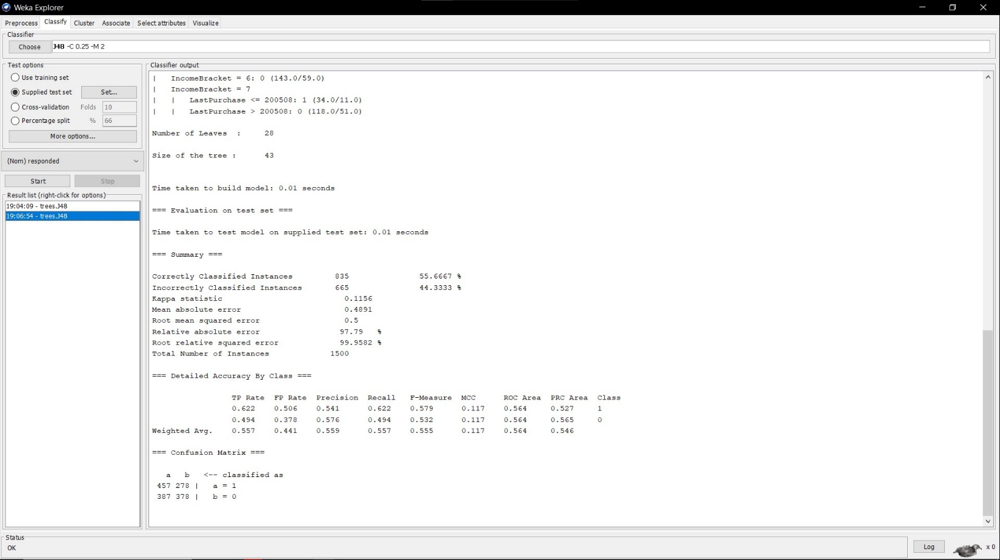 Weka Explorer
Preprocess Classify Cluster Associate Select attributes Visualize
Classifier
Choose J48 -C 0.25 -M 2
Test options
Use training set
Supplied test set Set...
Cross-validation Folds 10
Percentage split % 66
More options...
(Nom) responded
Start Stop
Result list (right-click for options)
19:04:09 - trees.J48
19:06:54 - trees.J48
Classifier output
| IncomeBracket = 6: 0 (143.0/59.0)
| IncomeBracket = 7
| | LastPurchase <= 200508: 1 (34.0/11.0)
| | LastPurchase > 200508: 0 (118.0/51.0)
Number of Leaves : 28
Size of the tree : 43
Time taken to build model: 0.01 seconds
=== Evaluation on test set ===
Time taken to test model on supplied test set: 0.01 seconds
=== Summary ===
Correctly Classified Instances 835 55.6667 %
Incorrectly Classified Instances 665 44.3333 %
Kappa statistic 0.1156
Mean absolute error 0.4891
Root mean squared error 0.5
Relative absolute error 97.79 %
Root relative squared error 99.9582 %
Total Number of Instances 1500
=== Detailed Accuracy By Class ===
TP Rate FP Rate Precision Recall F-Measure MCC ROC Area PRC Area Class
0.622 0.506 0.541 0.622 0.579 0.117 0.564 0.527 1
0.494 0.378 0.576 0.494 0.532 0.117 0.564 0.565 0
Weighted Avg. 0.557 0.441 0.559 0.557 0.555 0.117 0.564 0.546
=== Confusion Matrix ===
a b <-- classified as
457 278 | a = 1
387 378 | b = 0
Status
OK
Log
x 0